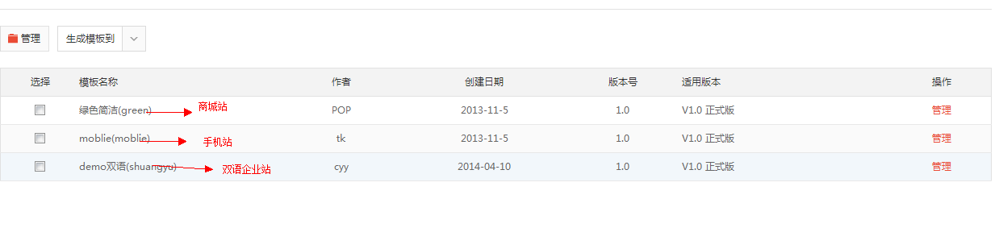 管理 生成模板到
选择 模板名称 作者 创建日期 版本号 适用版本 操作
绿色简洁(green) 商城站 POP 2013-11-5 1.0 V1.0 正式版 管理
moblie(moblie) 手机站 tk 2013-11-5 1.0 V1.0 正式版 管理
demo双语(shuangyu) 双语企业站 cyy 2014-04-10 1.0 V1.0 正式版 管理